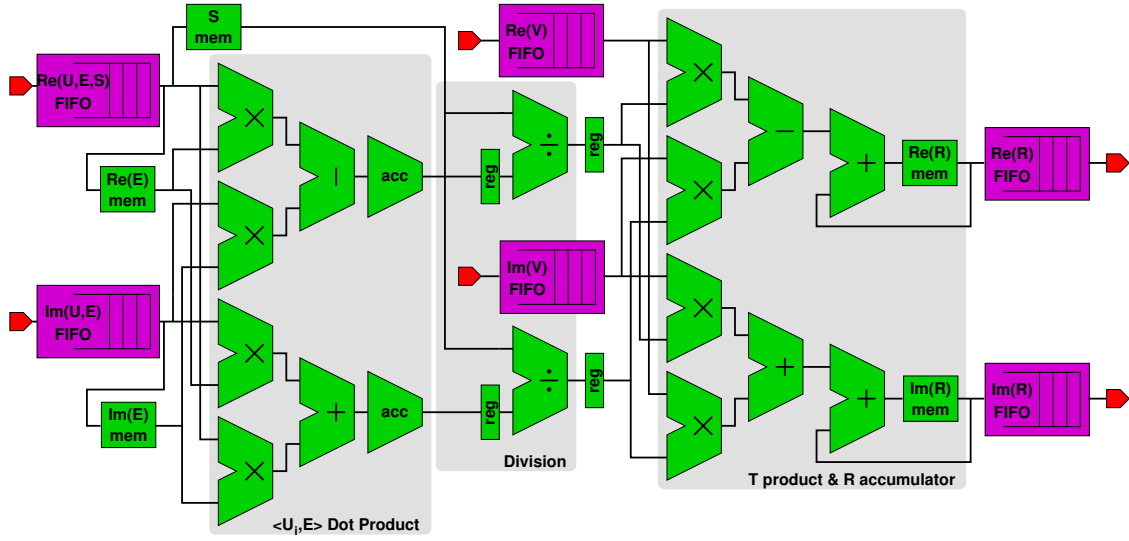 S
mem
Re(V)
FIFO
Re(U,E,S)
FIFO
×
×
÷
reg
−
Re(R)
mem
Re(R)
FIFO
Re(E)
mem
−
acc
reg
×
+
×
Im(V)
FIFO
Im(U,E)
FIFO
×
×
÷
reg
+
Im(R)
mem
Im(R)
FIFO
Im(E)
mem
+
acc
reg
×
+
×
Division
T product & R accumulator
<Ui,E> Dot Product